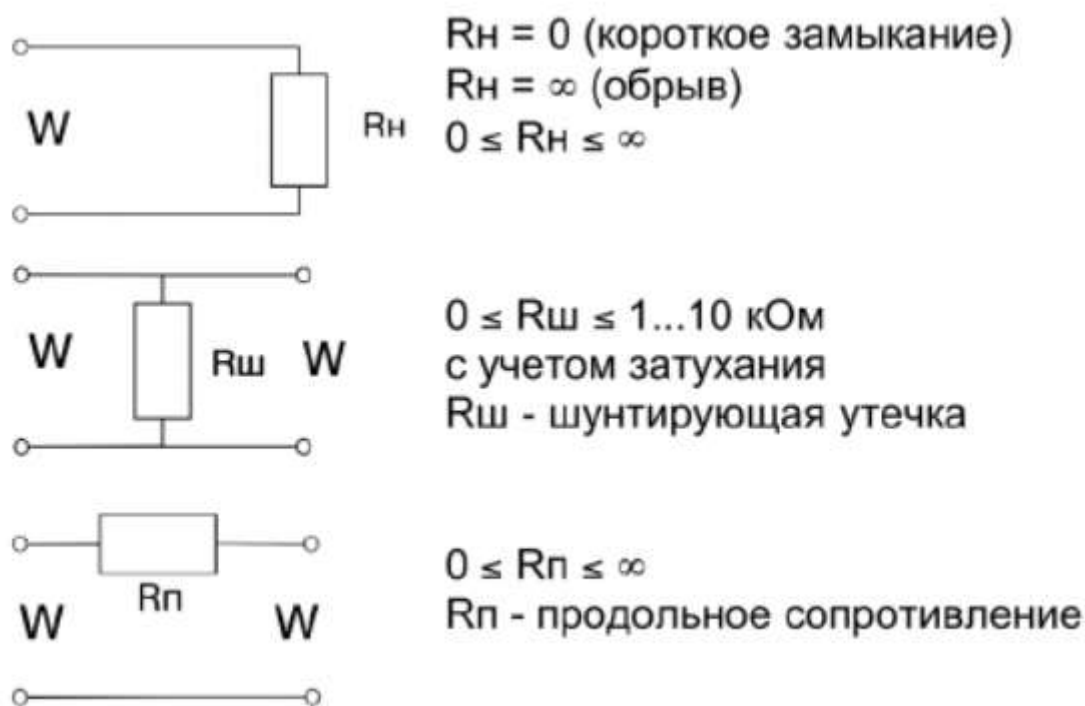 Rн = 0 (короткое замыкание)
Rн = ∞ (обрыв)
0 ≤ Rн ≤ ∞
W
Rн
0 ≤ Rш ≤ 1...10 кОм
с учетом затухания
Rш - шунтирующая утечка
W
Rш
W
0 ≤ Rп ≤ ∞
Rп - продольное сопротивление
Rп
W
W